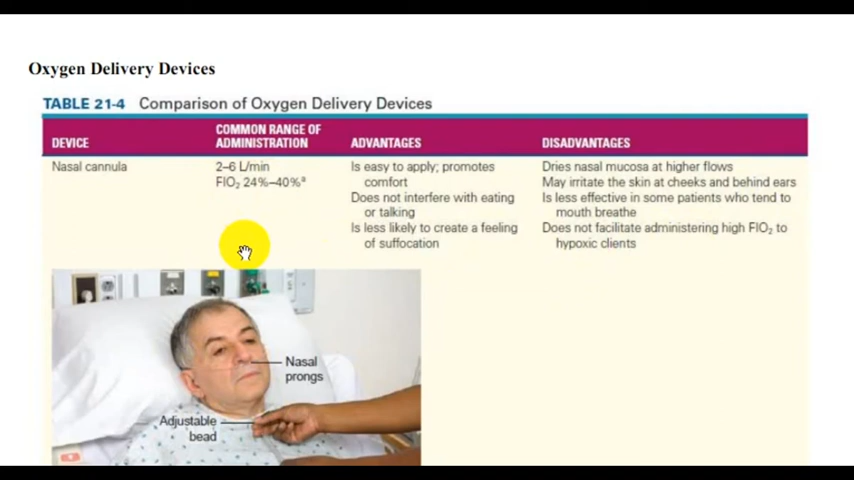 Oxygen Delivery Devices
TABLE 21-4 Comparison of Oxygen Delivery Devices
DEVICE
COMMON RANGE OF
ADMINISTRATION
ADVANTAGES
DISADVANTAGES
Nasal cannula
2–6 L/min
FIO₂ 24%–40%ᵃ
Is easy to apply; promotes
comfort
Does not interfere with eating
or talking
Is less likely to create a feeling
of suffocation
Dries nasal mucosa at higher flows
May irritate the skin at cheeks and behind ears
Is less effective in some patients who tend to
mouth breathe
Does not facilitate administering high FIO₂ to
hypoxic clients
Nasal
prongs
Adjustable
bead